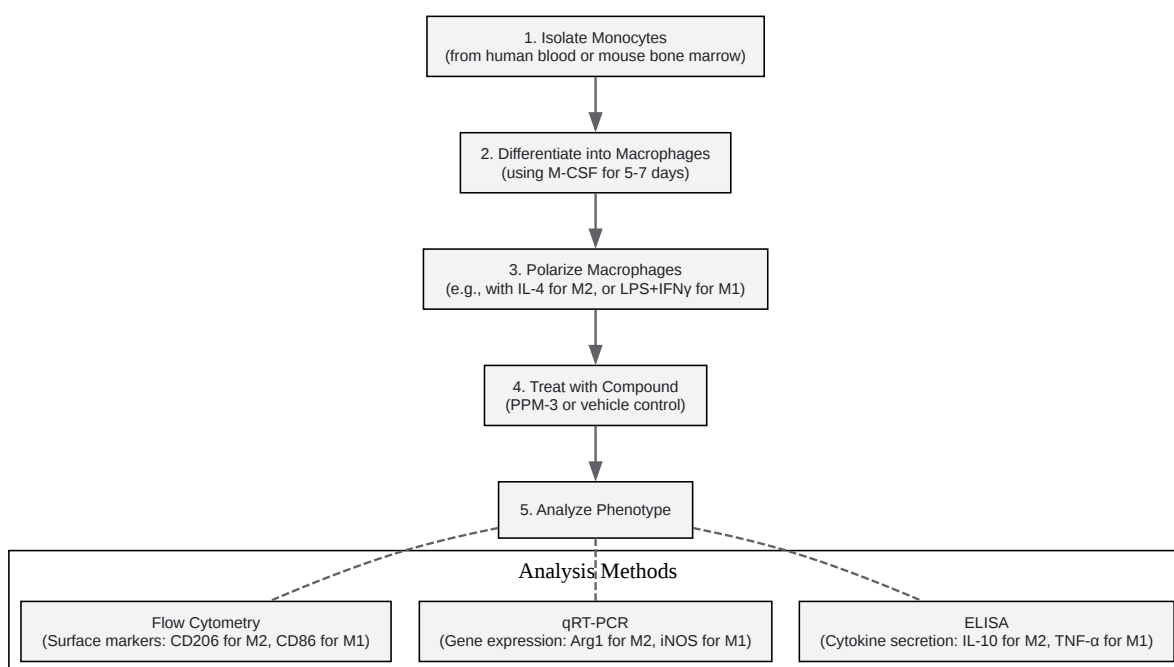 1. Isolate Monocytes
(from human blood or mouse bone marrow)
2. Differentiate into Macrophages
(using M-CSF for 5-7 days)
3. Polarize Macrophages
(e.g., with IL-4 for M2, or LPS+IFNγ for M1)
4. Treat with Compound
(PPM-3 or vehicle control)
5. Analyze Phenotype
Analysis Methods
Flow Cytometry
(Surface markers: CD206 for M2, CD86 for M1)
qRT-PCR
(Gene expression: Arg1 for M2, iNOS for M1)
ELISA
(Cytokine secretion: IL-10 for M2, TNF-α for M1)